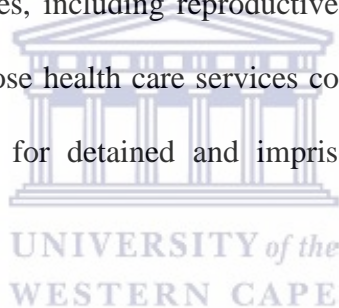 es, including reproductive
ose health care services co
for detained and impris
UNIVERSITY of the
WESTERN CAPE